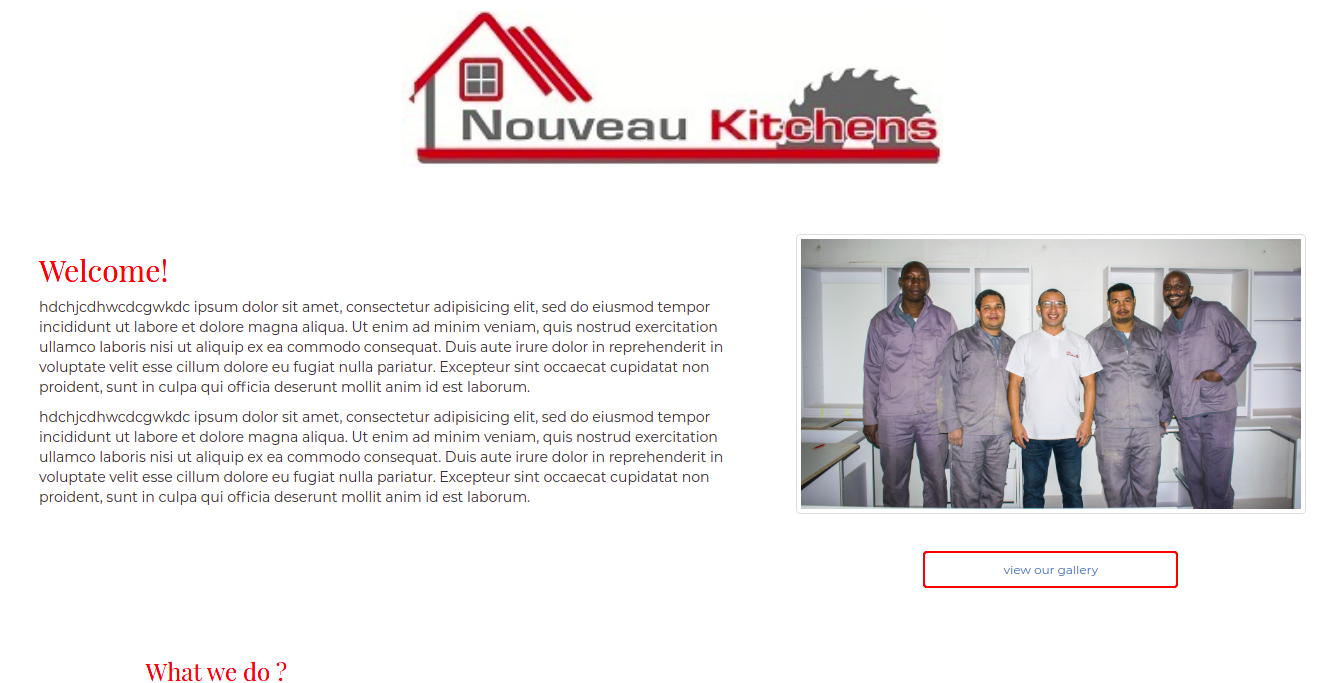 Nouveau Kitchens
Welcome!
hdchjcdhwcdcgwkdc ipsum dolor sit amet, consectetur adipisicing elit, sed do eiusmod tempor
incididunt ut labore et dolore magna aliqua. Ut enim ad minim veniam, quis nostrud exercitation
ullamco laboris nisi ut aliquip ex ea commodo consequat. Duis aute irure dolor in reprehenderit in
voluptate velit esse cillum dolore eu fugiat nulla pariatur. Excepteur sint occaecat cupidatat non
proident, sunt in culpa qui officia deserunt mollit anim id est laborum.
hdchjcdhwcdcgwkdc ipsum dolor sit amet, consectetur adipisicing elit, sed do eiusmod tempor
incididunt ut labore et dolore magna aliqua. Ut enim ad minim veniam, quis nostrud exercitation
ullamco laboris nisi ut aliquip ex ea commodo consequat. Duis aute irure dolor in reprehenderit in
voluptate velit esse cillum dolore eu fugiat nulla pariatur. Excepteur sint occaecat cupidatat non
proident, sunt in culpa qui officia deserunt mollit anim id est laborum.
view our gallery
What we do ?